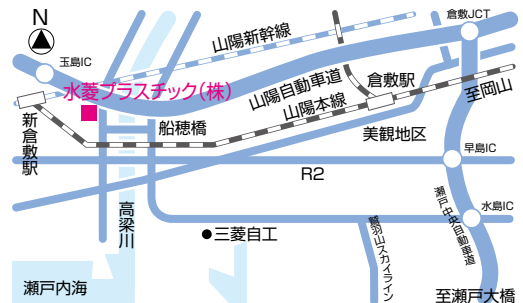 N
倉敷JCT
山陽新幹線
玉島IC
水菱プラスチック(株)
山陽自動車道
倉敷駅
山陽本線
至岡山
船穂橋
美観地区
新倉敷駅
早島IC
R2
高梁川
鷲羽山スカイライン
瀬戸中央自動車道
水島IC
●三菱自工
瀬戸内海
至瀬戸大橋